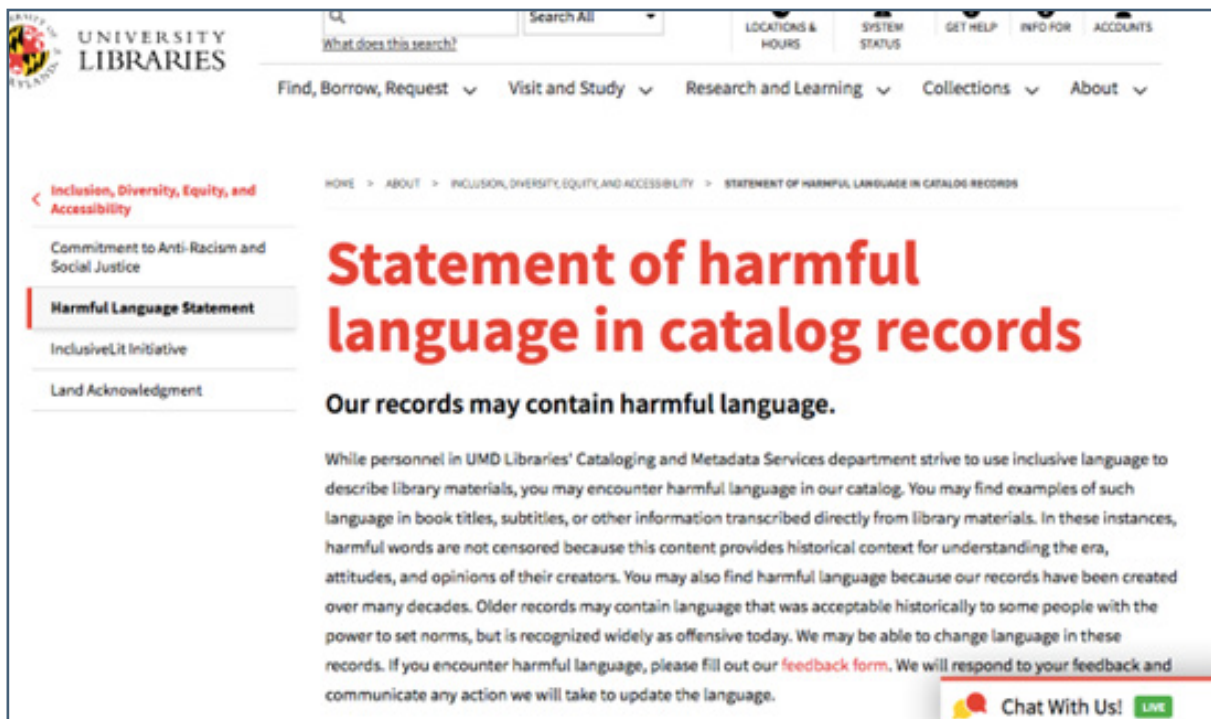 Search All
LOCATIONS &
HOURS
SYSTEM
STATUS
GET HELP
INFO FOR
ACCOUNTS
What does this search?
UNIVERSITY
LIBRARIES
Find, Borrow, Request
Visit and Study
Research and Learning
Collections
About
Inclusion, Diversity, Equity, and
Accessibility
Commitment to Anti-Racism and
Social Justice
Harmful Language Statement
InclusiveLit Initiative
Land Acknowledgment
HOME > ABOUT > INCLUSION, DIVERSITY, EQUITY, AND ACCESSIBILITY > STATEMENT OF HARMFUL LANGUAGE IN CATALOG RECORDS
Statement of harmful
language in catalog records
Our records may contain harmful language.
While personnel in UMD Libraries' Cataloging and Metadata Services department strive to use inclusive language to
describe library materials, you may encounter harmful language in our catalog. You may find examples of such
language in book titles, subtitles, or other information transcribed directly from library materials. In these instances,
harmful words are not censored because this content provides historical context for understanding the era,
attitudes, and opinions of their creators. You may also find harmful language because our records have been created
over many decades. Older records may contain language that was acceptable historically to some people with the
power to set norms, but is recognized widely as offensive today. We may be able to change language in these
records. If you encounter harmful language, please fill out our feedback form. We will respond to your feedback and
communicate any action we will take to update the language.
Chat With Us! LIVE